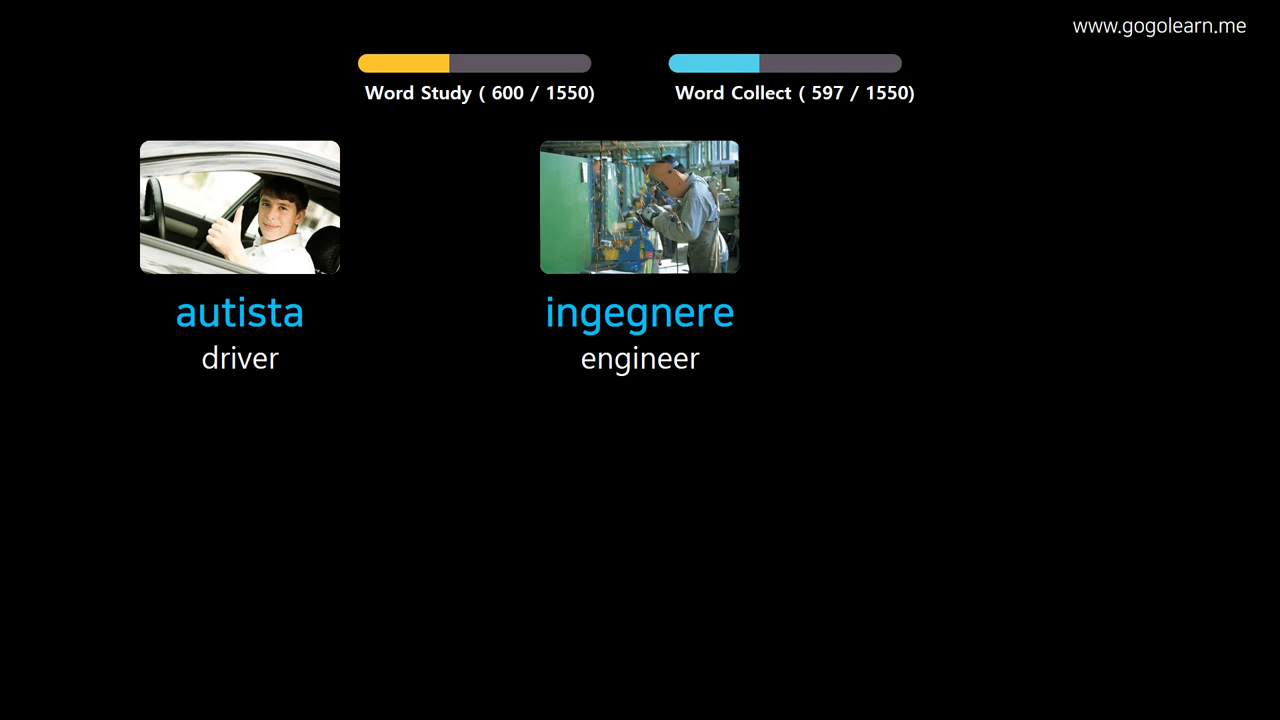 www.gogolearn.me
Word Study ( 600 / 1550)
Word Collect ( 597 / 1550)
autista
driver
ingegnere
engineer